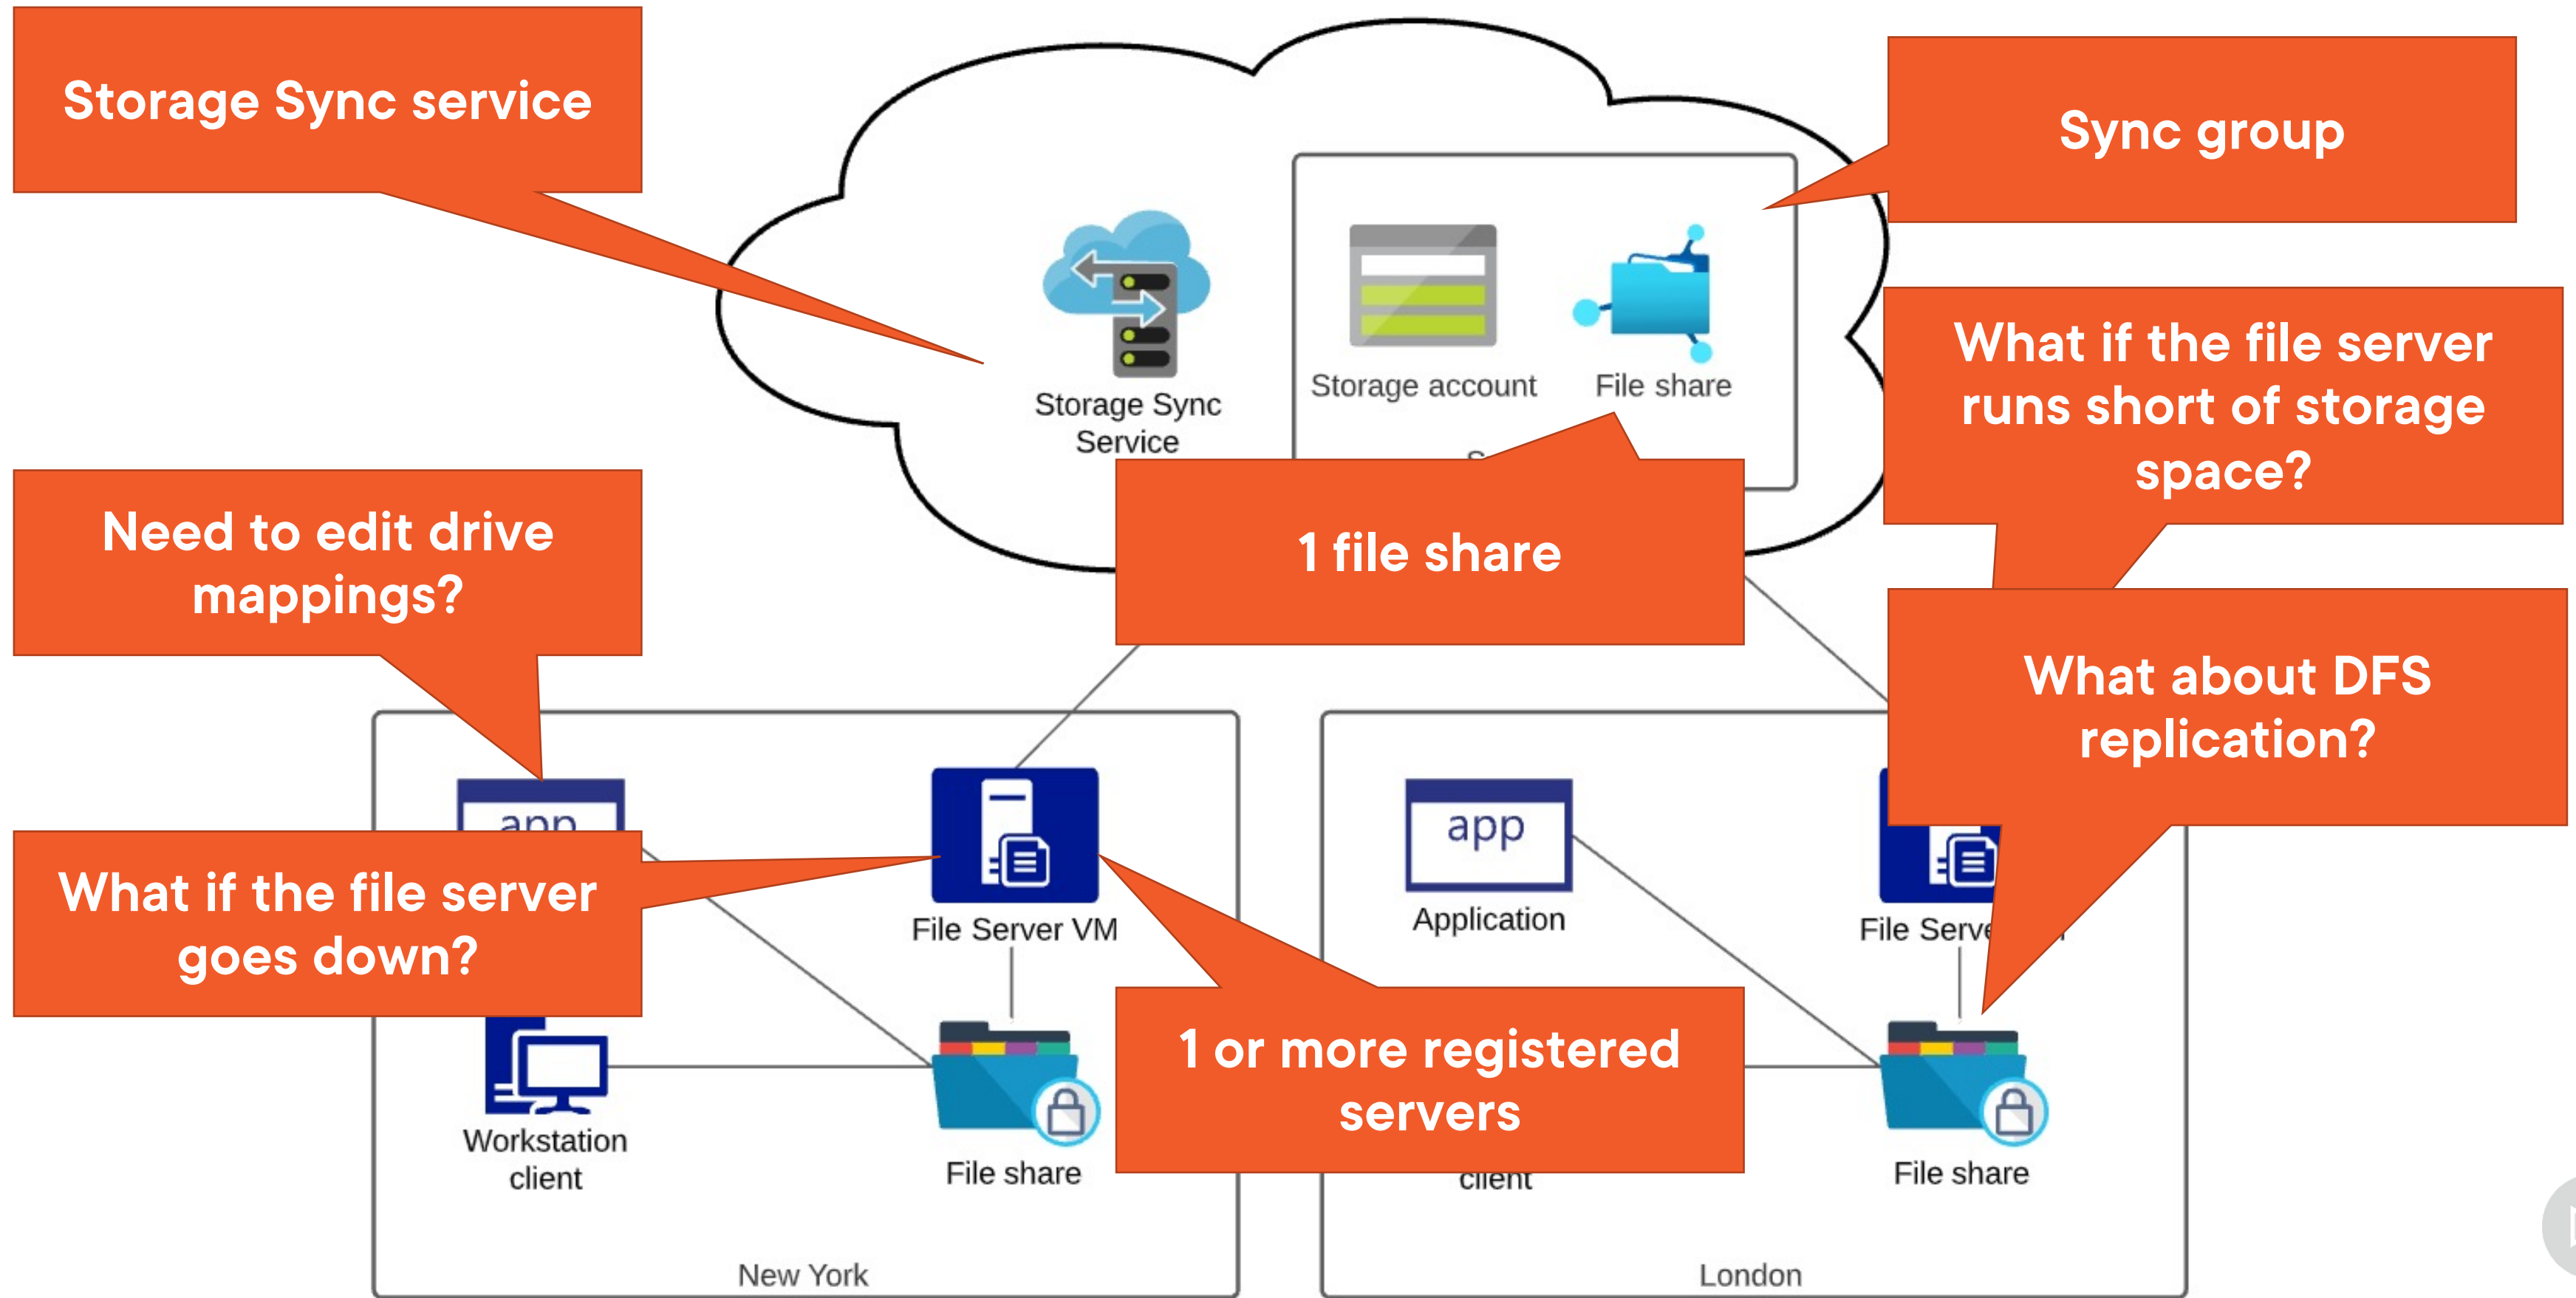 Storage Sync service
Sync group
Storage Sync
Service
Storage account
File share
What if the file server
runs short of storage
space?
Need to edit drive
mappings?
1 file share
What about DFS
replication?
app
What if the file server
goes down?
File Server VM
app
Application
1 or more registered
servers
Workstation
client
File share
client
File share
New York
London